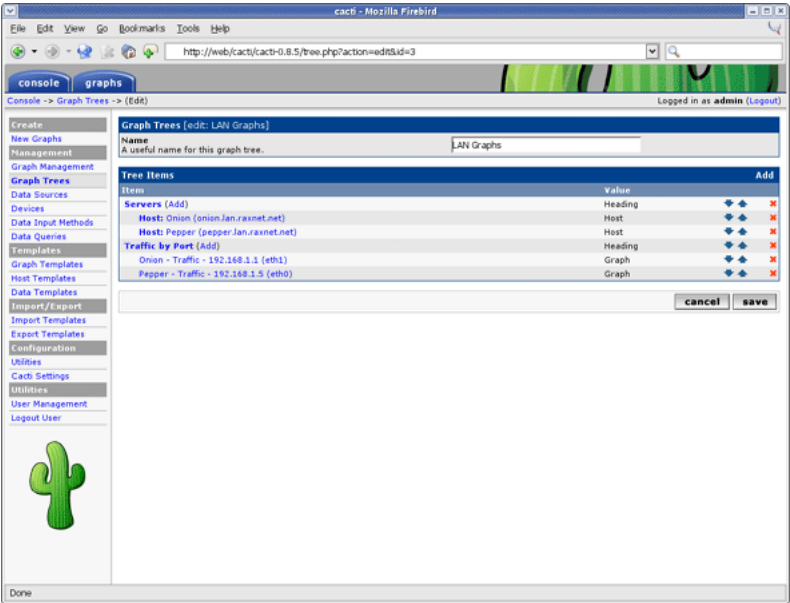 cacti - Mozilla Firebird
File Edit View Go Bookmarks Tools Help
http://web/cacti/cacti-0.8.5/tree.php?action=edit&id=3
console graphs
Console -> Graph Trees -> (Edit) Logged in as admin (Logout)
Create
New Graphs
Management
Graph Management
Graph Trees
Data Sources
Devices
Data Input Methods
Data Queries
Templates
Graph Templates
Host Templates
Data Templates
Import/Export
Import Templates
Export Templates
Configuration
Utilities
Cacti Settings
Utilities
User Management
Logout User
Graph Trees [edit: LAN Graphs]
Name
A useful name for this graph tree.
LAN Graphs
Tree Items Add
Item Value
Servers (Add) Heading
Host: Onion (onion.lan.raxnet.net) Host
Host: Pepper (pepper.lan.raxnet.net) Host
Traffic by Port (Add) Heading
Onion - Traffic - 192.168.1.1 (eth1) Graph
Pepper - Traffic - 192.168.1.5 (eth0) Graph
cancel save
Done